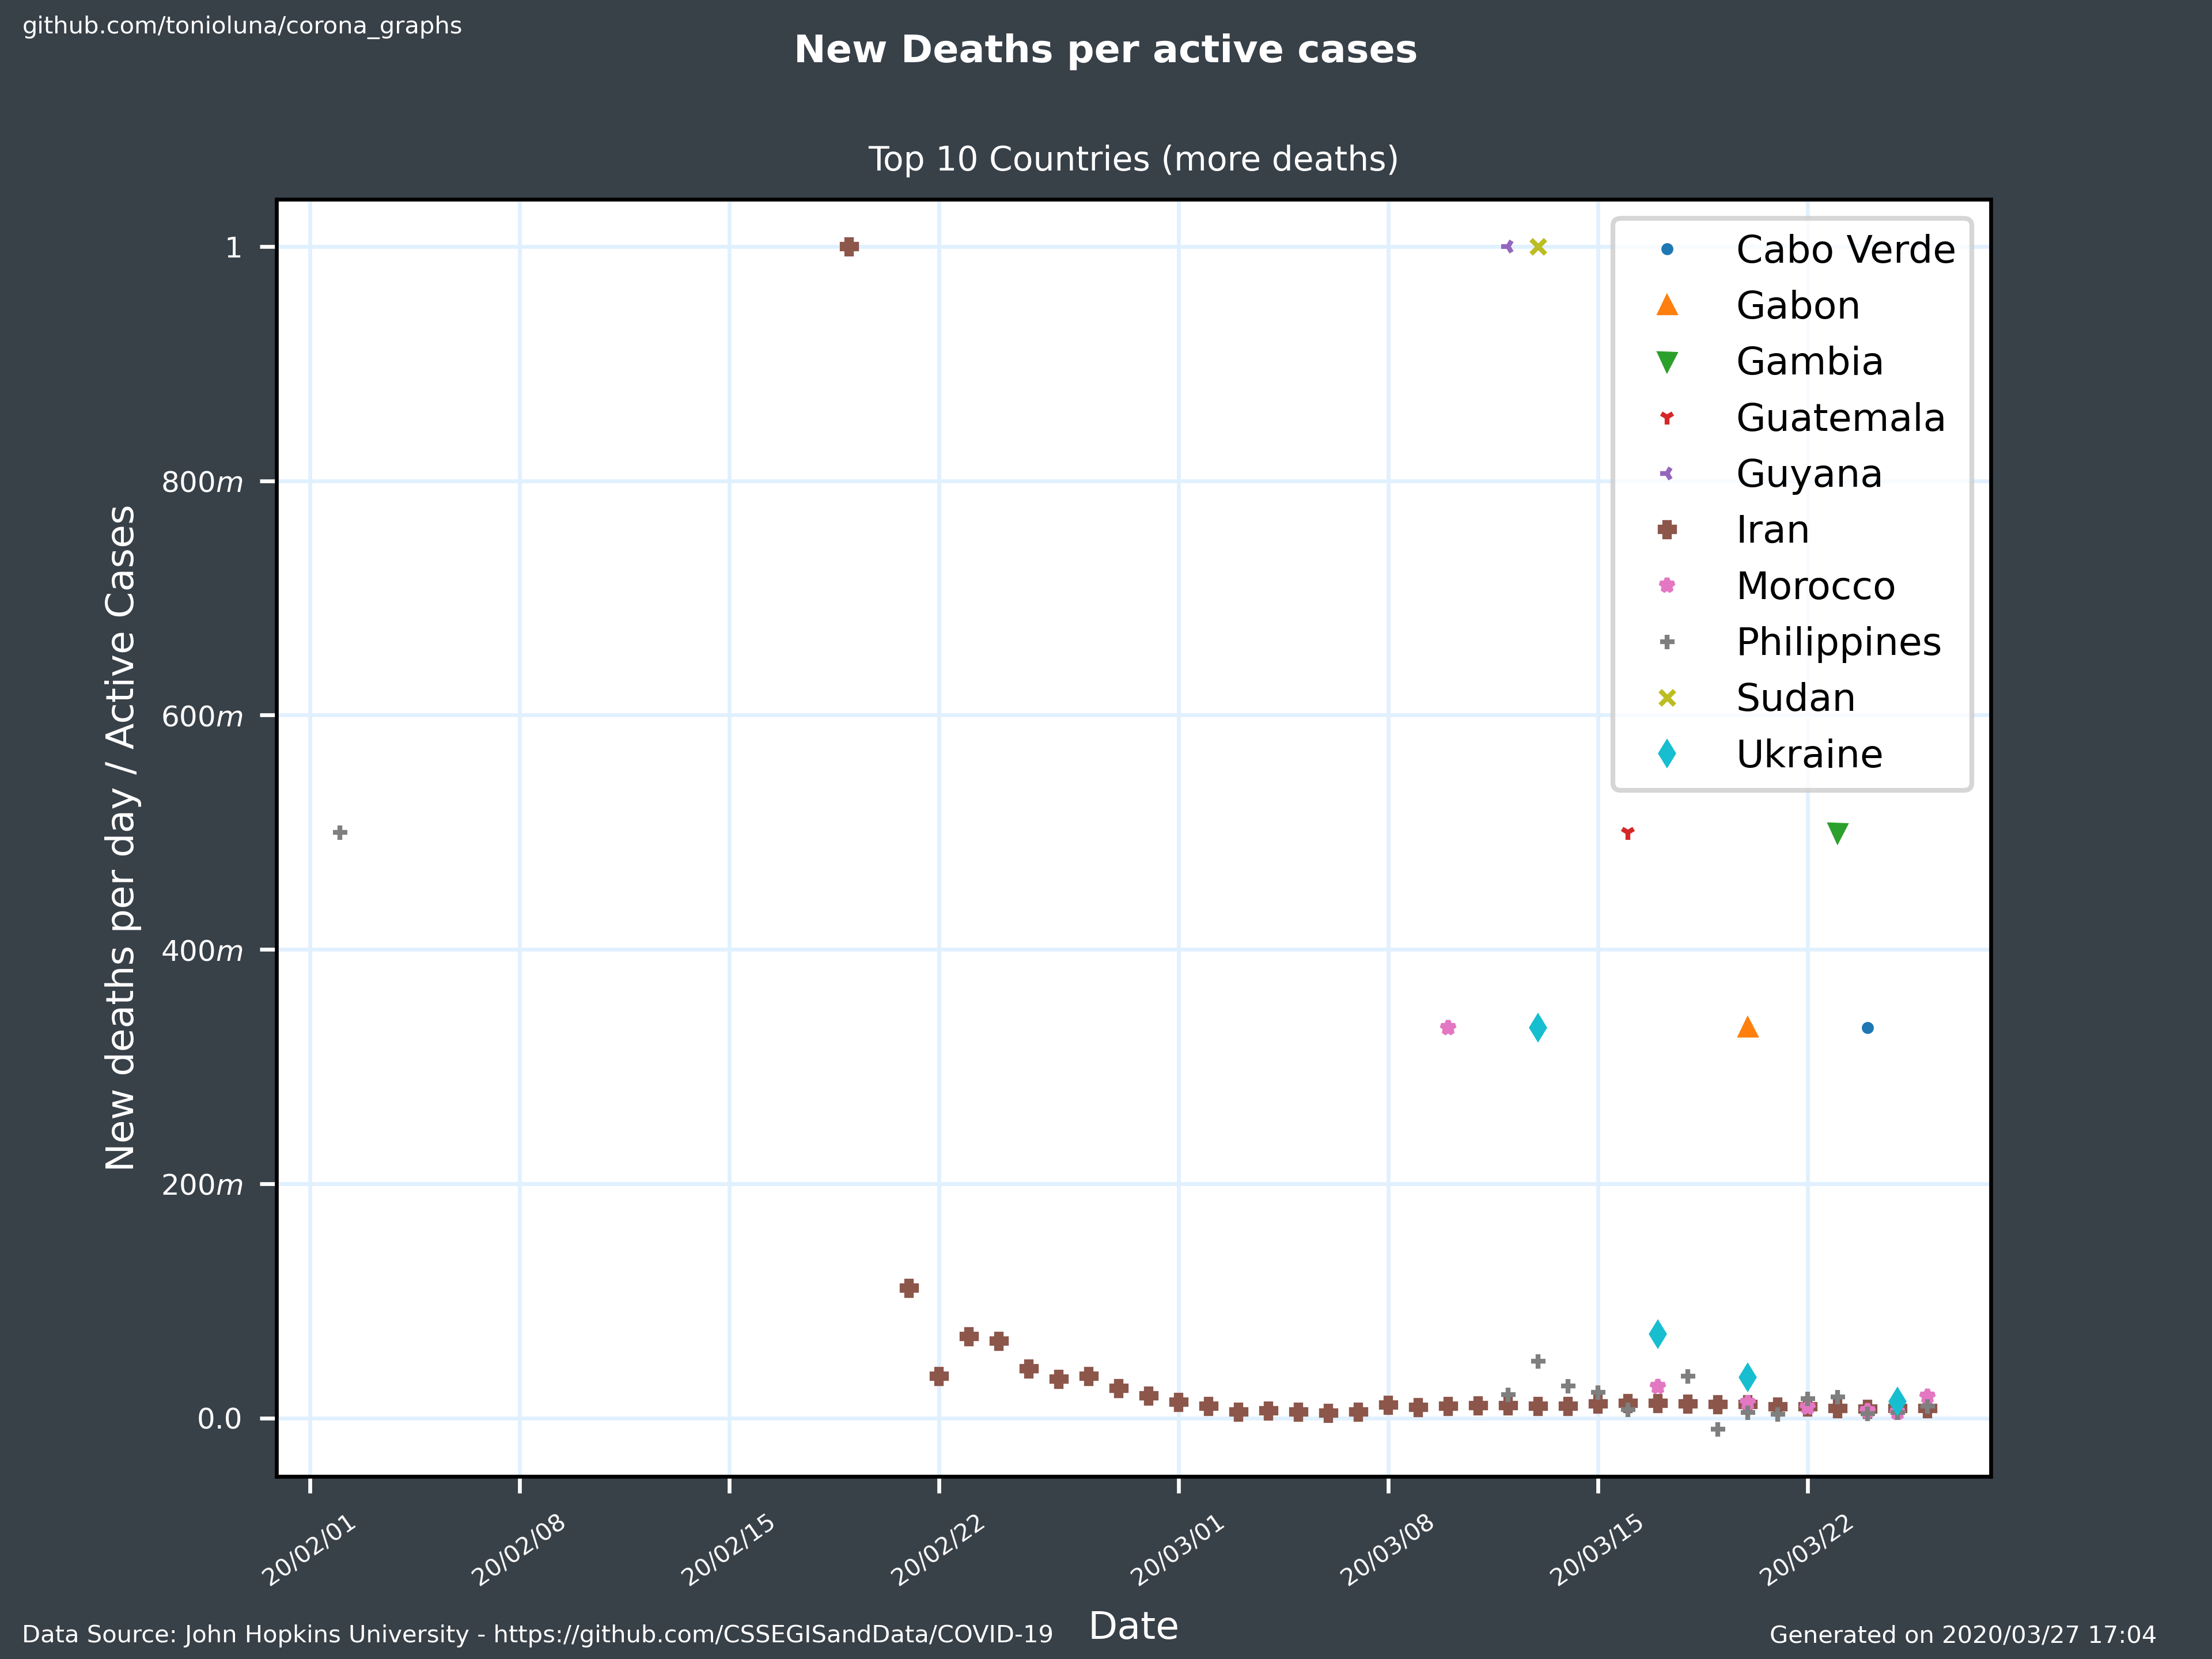 github.com/tonioluna/corona_graphs
New Deaths per active cases
Top 10 Countries (more deaths)
Cabo Verde
Gabon
Gambia
Guatemala
Guyana
Iran
Morocco
Philippines
Sudan
Ukraine
New deaths per day / Active Cases
1
800m
600m
400m
200m
0.0
20/02/01
20/02/08
20/02/15
20/02/22
20/03/01
20/03/08
20/03/15
20/03/22
Date
Data Source: John Hopkins University - https://github.com/CSSEGISandData/COVID-19
Generated on 2020/03/27 17:04